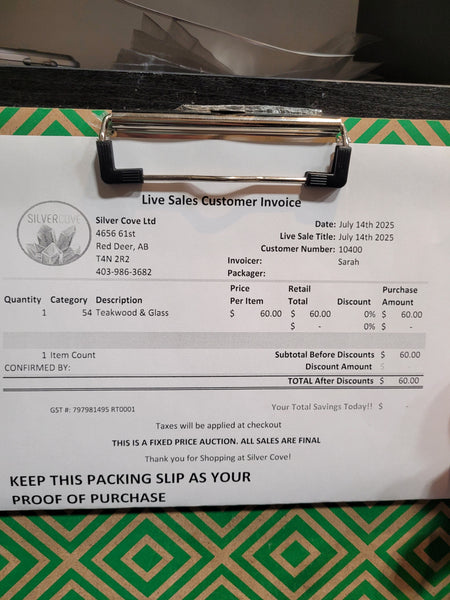 Live Sales Customer Invoice
SILVERCOVE
Silver Cove Ltd
4656 61st
Red Deer, AB
T4N 2R2
403-986-3682
Date: July 14th 2025
Live Sale Title: July 14th 2025
Customer Number: 10400
Invoicer: Sarah
Packager:
Quantity Category Description Price Per Item Retail Total Discount Purchase Amount
1 54 Teakwood & Glass $ 60.00 $ 60.00 0% $ 60.00
$ - 0% $ -
1 Item Count Subtotal Before Discounts $ 60.00
CONFIRMED BY: Discount Amount $ -
TOTAL After Discounts $ 60.00
GST #: 797981495 RT0001 Your Total Savings Today!! $ -
Taxes will be applied at checkout
THIS IS A FIXED PRICE AUCTION. ALL SALES ARE FINAL
Thank you for Shopping at Silver Cove!
KEEP THIS PACKING SLIP AS YOUR
PROOF OF PURCHASE